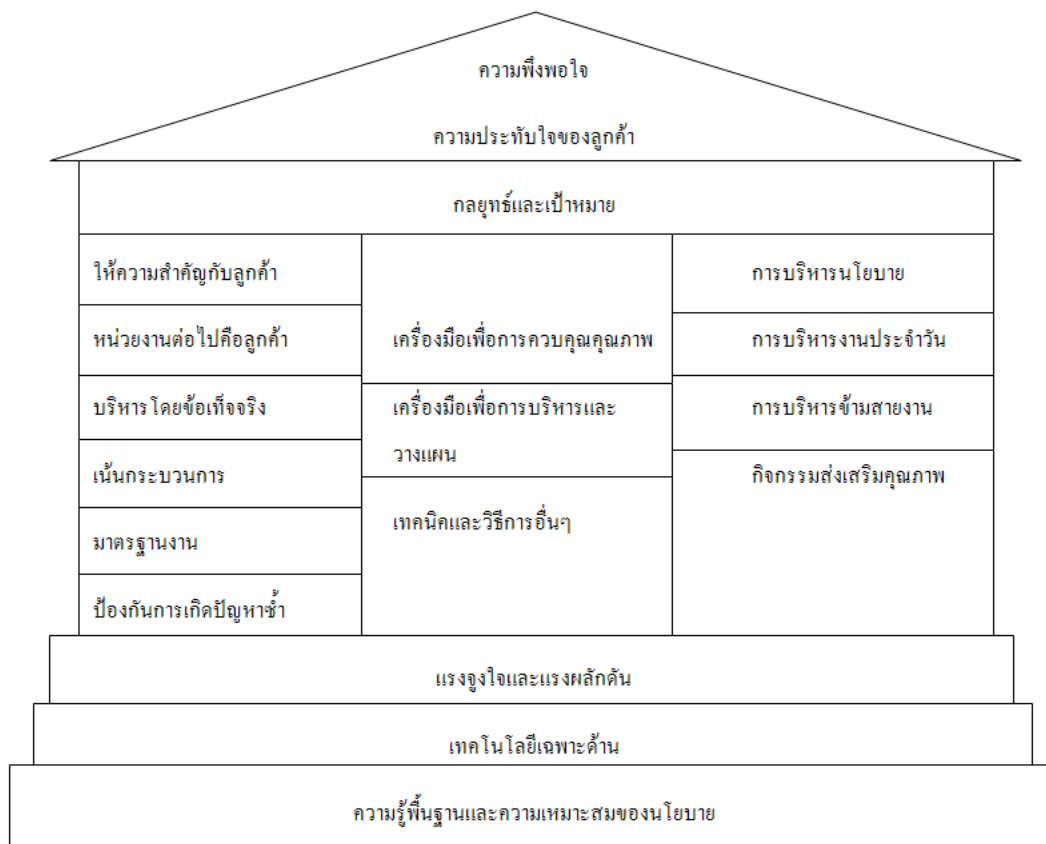 ความพึงพอใจ
ความประทับใจของลูกค้า
กลยุทธ์และเป้าหมาย
ให้ความสำคัญกับลูกค้า
หน่วยงานต่อไปคือลูกค้า
บริหารโดยข้อเท็จจริง
เน้นกระบวนการ
มาตรฐานงาน
ป้องกันการเกิดปัญหาซ้ำ
เครื่องมือเพื่อการควบคุณคุณภาพ
เครื่องมือเพื่อการบริหารและ
วางแผน
เทคนิคและวิธีการอื่นๆ
การบริหารนโยบาย
การบริหารงานประจำวัน
การบริหารข้ามสายงาน
กิจกรรมส่งเสริมคุณภาพ
แรงจูงใจและแรงผลักดัน
เทคโนโลยีเฉพาะด้าน
ความรู้พื้นฐานและความเหมาะสมของนโยบาย